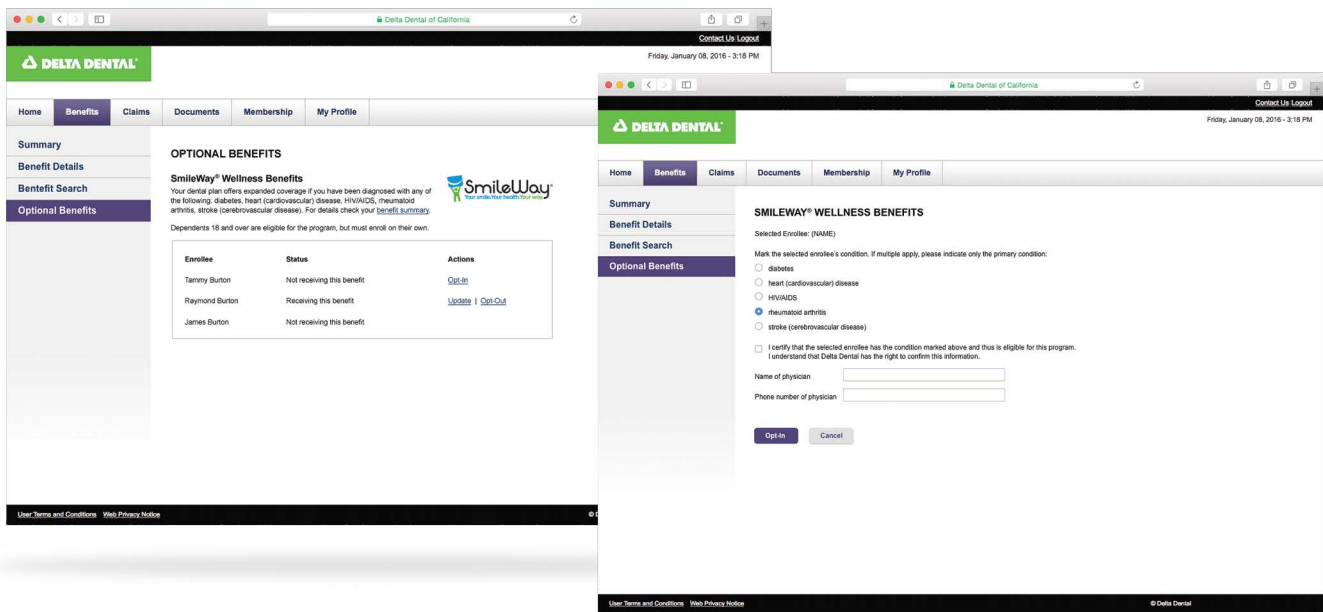 Delta Dental of California
Contact Us Logout
Friday, January 08, 2016 - 3:18 PM
DELTA DENTAL®
Home Benefits Claims Documents Membership My Profile
Summary
Benefit Details
Bentefit Search
Optional Benefits
OPTIONAL BENEFITS
SmileWay® Wellness Benefits
Your dental plan offers expanded coverage if you have been diagnosed with any of
the following; diabetes, heart (cardiovascular) disease, HIV/AIDS, rheumatoid
arthritis, stroke (cerebrovascular disease). For details check your benefit summary.
SmileWay®
Your smile. Your health. Your way.
Dependents 18 and over are eligible for the program, but must enroll on their own.
Enrollee Status Actions
Tammy Burton Not receiving this benefit Opt-In
Raymond Burton Receiving this benefit Update | Opt-Out
James Burton Not receiving this benefit
User Terms and Conditions Web Privacy Notice
Delta Dental of California
Contact Us Logout
Friday, January 08, 2016 - 3:18 PM
DELTA DENTAL®
Home Benefits Claims Documents Membership My Profile
Summary
Benefit Details
Benefit Search
Optional Benefits
SMILEWAY® WELLNESS BENEFITS
Selected Enrollee: (NAME)
Mark the selected enrollee's condition. If multiple apply, please indicate only the primary condition:
diabetes
heart (cardiovascular) disease
HIV/AIDS
rheumatoid arthritis
stroke (cerebrovascular disease)
I certify that the selected enrollee has the condition marked above and thus is eligible for this program.
I understand that Delta Dental has the right to confirm this information.
Name of physician
Phone number of physician
Opt-In Cancel
User Terms and Conditions Web Privacy Notice
© Delta Dental